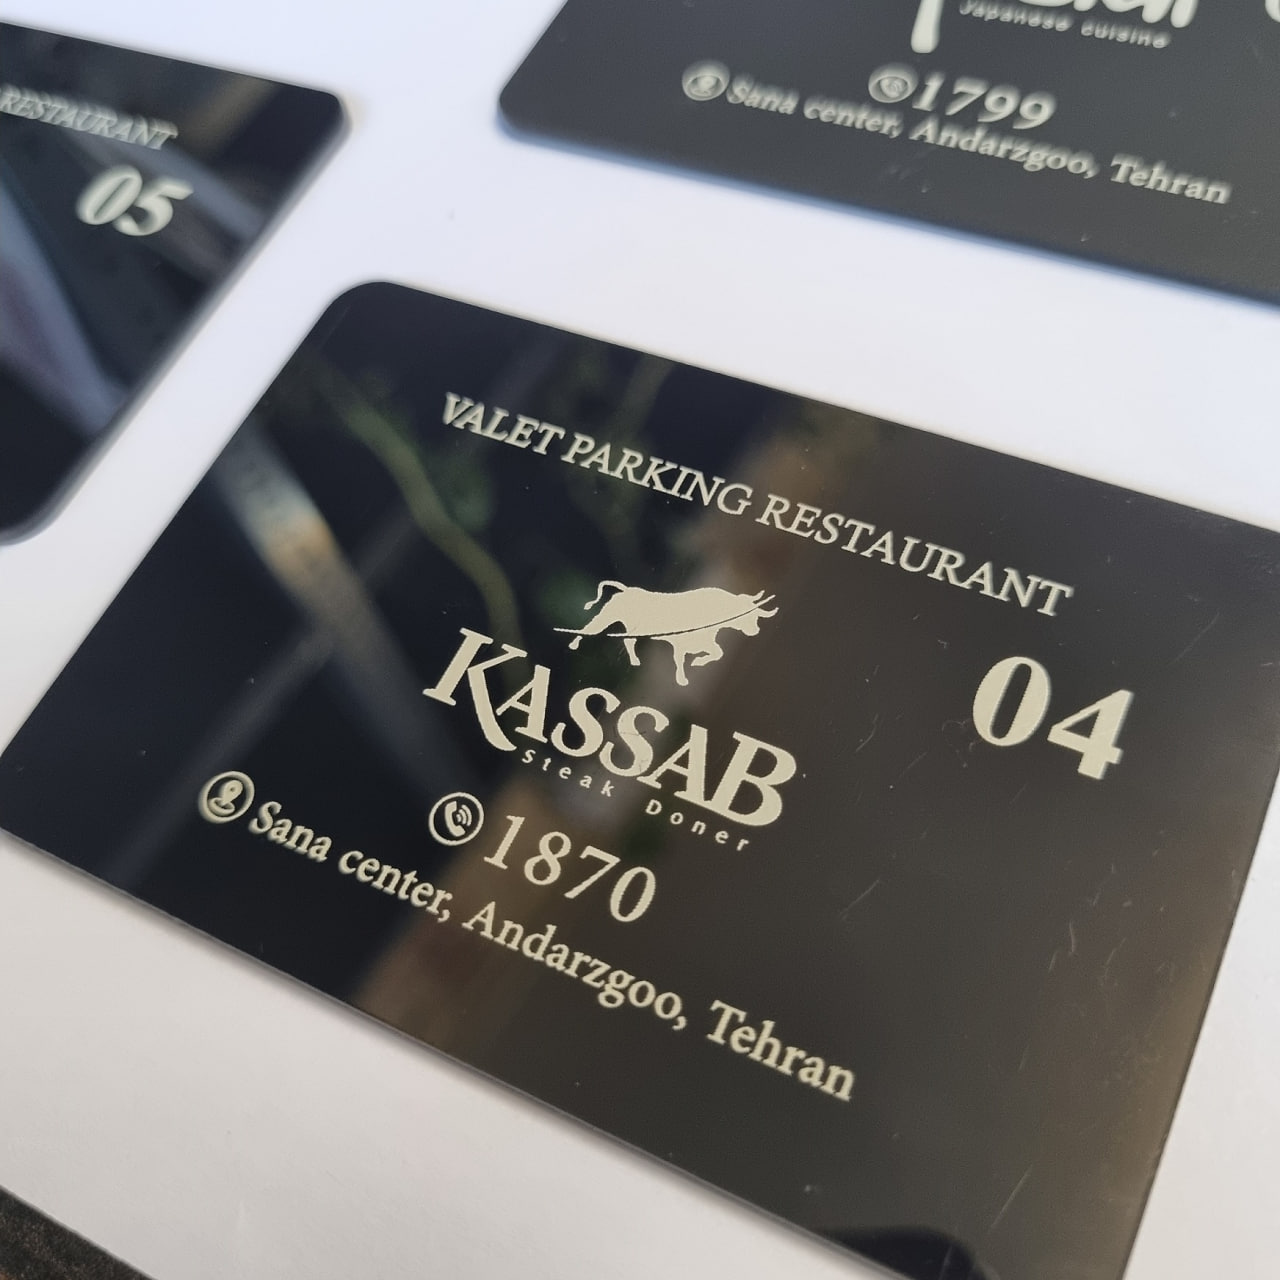 RESTAURANT
05
Japanese cuisine
1799
Sana center, Andarzgoo, Tehran
VALET PARKING RESTAURANT
04
KASSAB
Steak Doner
1870
Sana center, Andarzgoo, Tehran